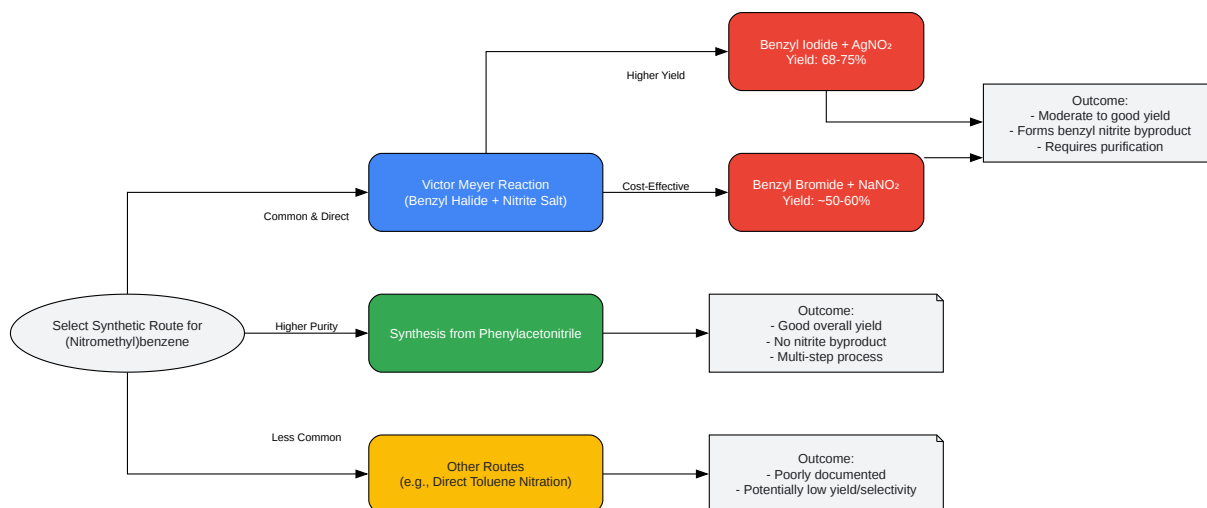 Benzyl Iodide + AgNO₂
Yield: 68-75%
Higher Yield
Outcome:
- Moderate to good yield
- Forms benzyl nitrite byproduct
- Requires purification
Victor Meyer Reaction
(Benzyl Halide + Nitrite Salt)
Cost-Effective
Benzyl Bromide + NaNO₂
Yield: ~50-60%
Common & Direct
Select Synthetic Route for
(Nitromethyl)benzene
Higher Purity
Synthesis from Phenylacetonitrile
Outcome:
- Good overall yield
- No nitrite byproduct
- Multi-step process
Less Common
Other Routes
(e.g., Direct Toluene Nitration)
Outcome:
- Poorly documented
- Potentially low yield/selectivity